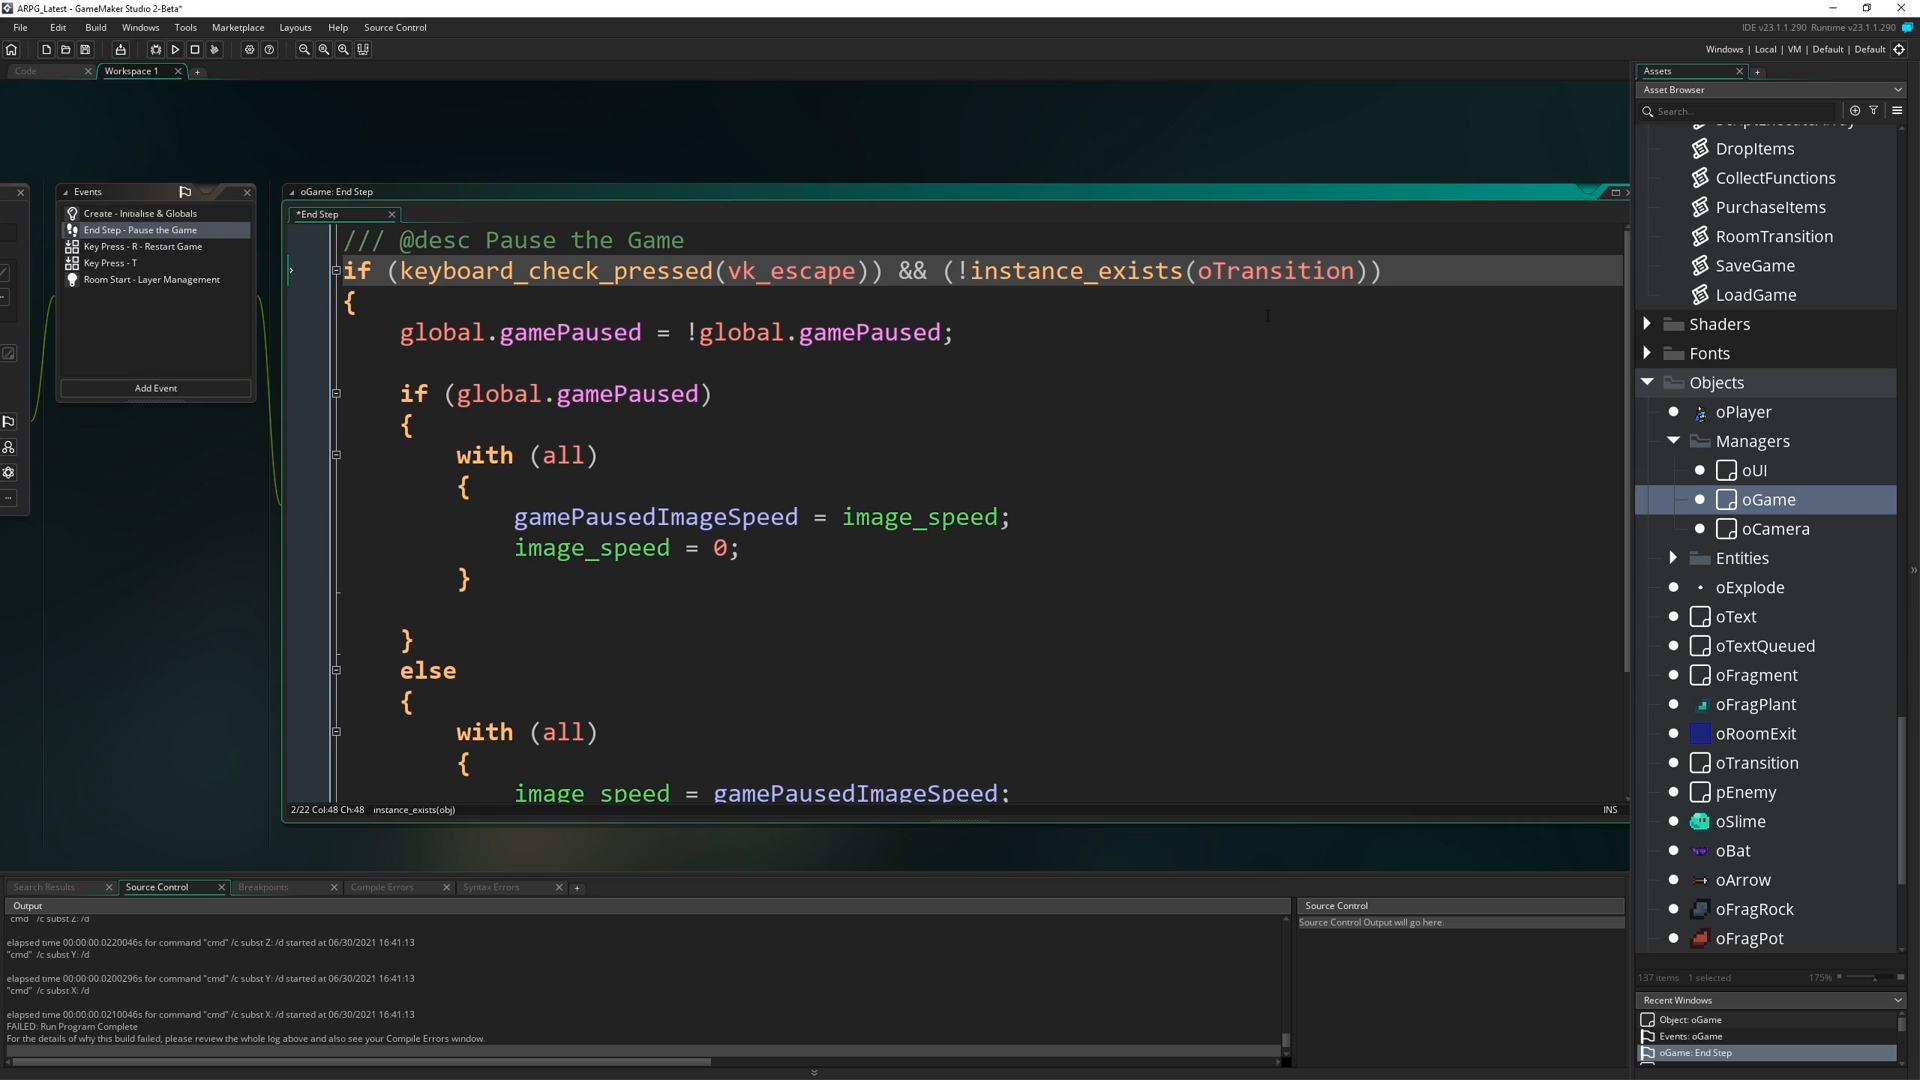 ARPG_Latest - GameMaker Studio 2-Beta*
File Edit Build Windows Tools Marketplace Layouts Help Source Control
IDE v23.1.1.290 Runtime v23.1.1.290
Windows | Local | VM | Default | Default
Code
Workspace 1
Assets
Asset Browser
Search...
DropItems
CollectFunctions
PurchaseItems
RoomTransition
SaveGame
LoadGame
Shaders
Fonts
Objects
oPlayer
Managers
oUI
oGame
oCamera
Entities
oExplode
oText
oTextQueued
oFragment
oFragPlant
oRoomExit
oTransition
pEnemy
oSlime
oBat
oArrow
oFragRock
oFragPot
137 items 1 selected 175%
Recent Windows
Object: oGame
Events: oGame
oGame: End Step
Events
Create - Initialise & Globals
End Step - Pause the Game
Key Press - R - Restart Game
Key Press - T
Room Start - Layer Management
Add Event
oGame: End Step
*End Step
/// @desc Pause the Game
if (keyboard_check_pressed(vk_escape)) && (!instance_exists(oTransition))
{
global.gamePaused = !global.gamePaused;
if (global.gamePaused)
{
with (all)
{
gamePausedImageSpeed = image_speed;
image_speed = 0;
}
}
else
{
with (all)
{
image_speed = gamePausedImageSpeed;
2/22 Col:48 Ch:48 instance_exists(obj)
INS
Search Results
Source Control
Breakpoints
Compile Errors
Syntax Errors
Output
"cmd" /c subst Z: /d
elapsed time 00:00:00.0220046s for command "cmd" /c subst Z: /d started at 06/30/2021 16:41:13
"cmd" /c subst Y: /d
elapsed time 00:00:00.0200296s for command "cmd" /c subst Y: /d started at 06/30/2021 16:41:13
"cmd" /c subst X: /d
elapsed time 00:00:00.0210046s for command "cmd" /c subst X: /d started at 06/30/2021 16:41:13
FAILED: Run Program Complete
For the details of why this build failed, please review the whole log above and also see your Compile Errors window.
Source Control
Source Control Output will go here.